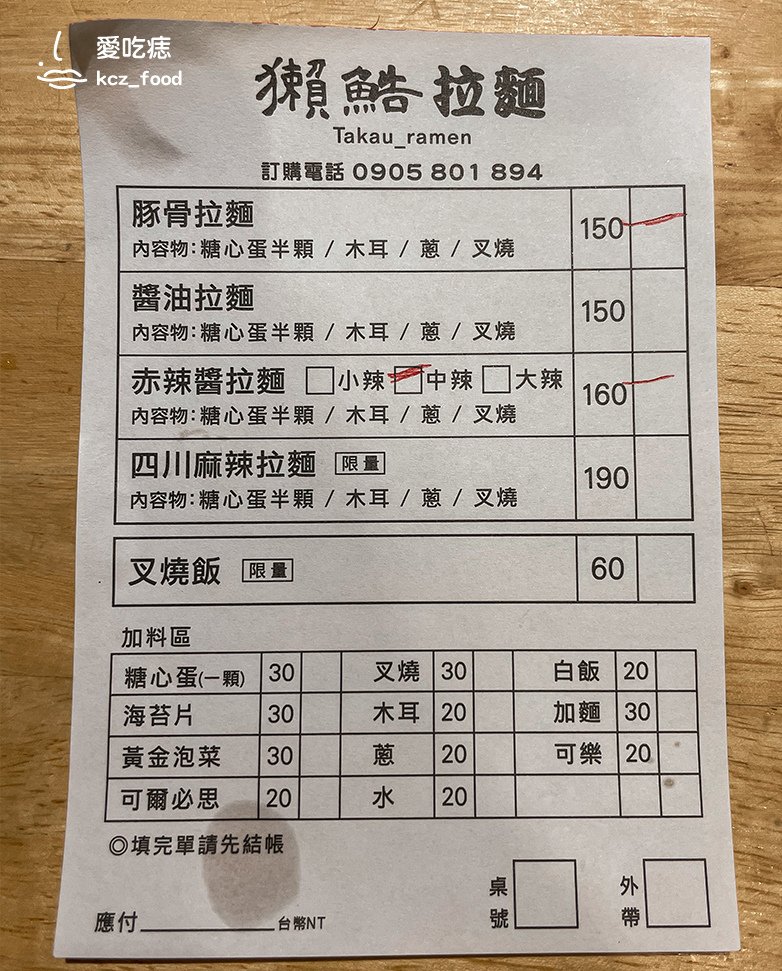 愛吃痣
kcz_food
獺魽拉麵
Takau_ramen
訂購電話 0905 801 894
豚骨拉麵 150
內容物:糖心蛋半顆 / 木耳 / 蔥 / 叉燒
醬油拉麵 150
內容物:糖心蛋半顆 / 木耳 / 蔥 / 叉燒
赤辣醬拉麵 小辣 中辣 大辣 160
內容物:糖心蛋半顆 / 木耳 / 蔥 / 叉燒
四川麻辣拉麵 限量 190
內容物:糖心蛋半顆 / 木耳 / 蔥 / 叉燒
叉燒飯 限量 60
加料區
糖心蛋(一顆) 30 叉燒 30 白飯 20
海苔片 30 木耳 20 加麵 30
黃金泡菜 30 蔥 20 可樂 20
可爾必思 20 水 20
◎填完單請先結帳
桌號 外帶
應付 台幣NT